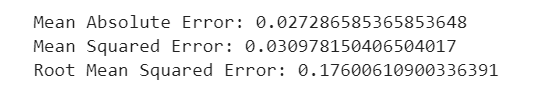 Mean Absolute Error: 0.027286585365853648
Mean Squared Error: 0.030978150406504017
Root Mean Squared Error: 0.17600610900336391